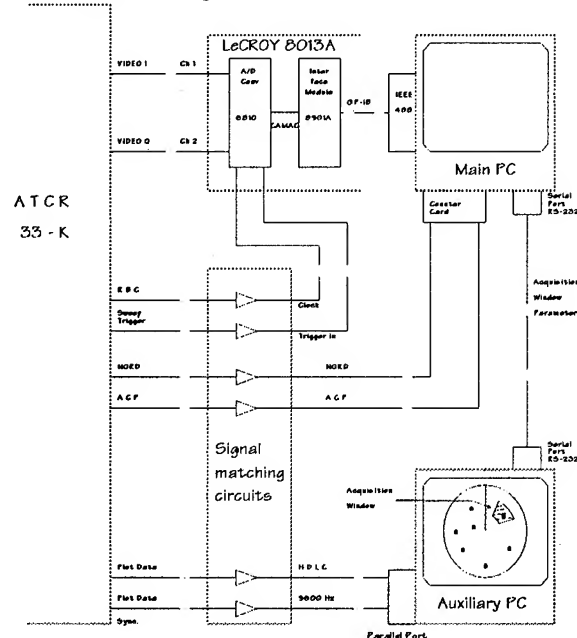 LeCROY 8013A
VIDEO I
Ch 1
A/D
Conv
6810
Inter
face
Module
8901A
CAMAC
GP-IB
IEEE
488
VIDEO Q
Ch 2
Main PC
Counter
Card
Serial
Port
RS-232
ATCR
33-K
Acquisition
Window
Parameter
Clock
Sweep
Trigger
Trigger in
NORD
NORD
ACP
ACP
Signal
matching
circuits
Serial
Port
RS-232
Acquisition
Window
Auxiliary PC
Plot Data
HDLC
Plot Data
Sync.
9600 Hz
Parallel Port